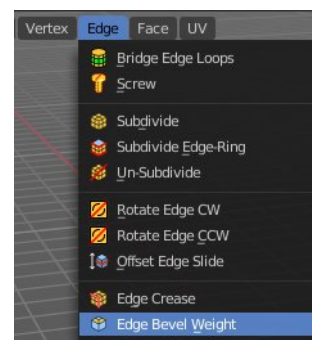 Vertex Edge Face UV
Bridge Edge Loops
Screw
Subdivide
Subdivide Edge-Ring
Un-Subdivide
Rotate Edge CW
Rotate Edge CCW
Offset Edge Slide
Edge Crease
Edge Bevel Weight